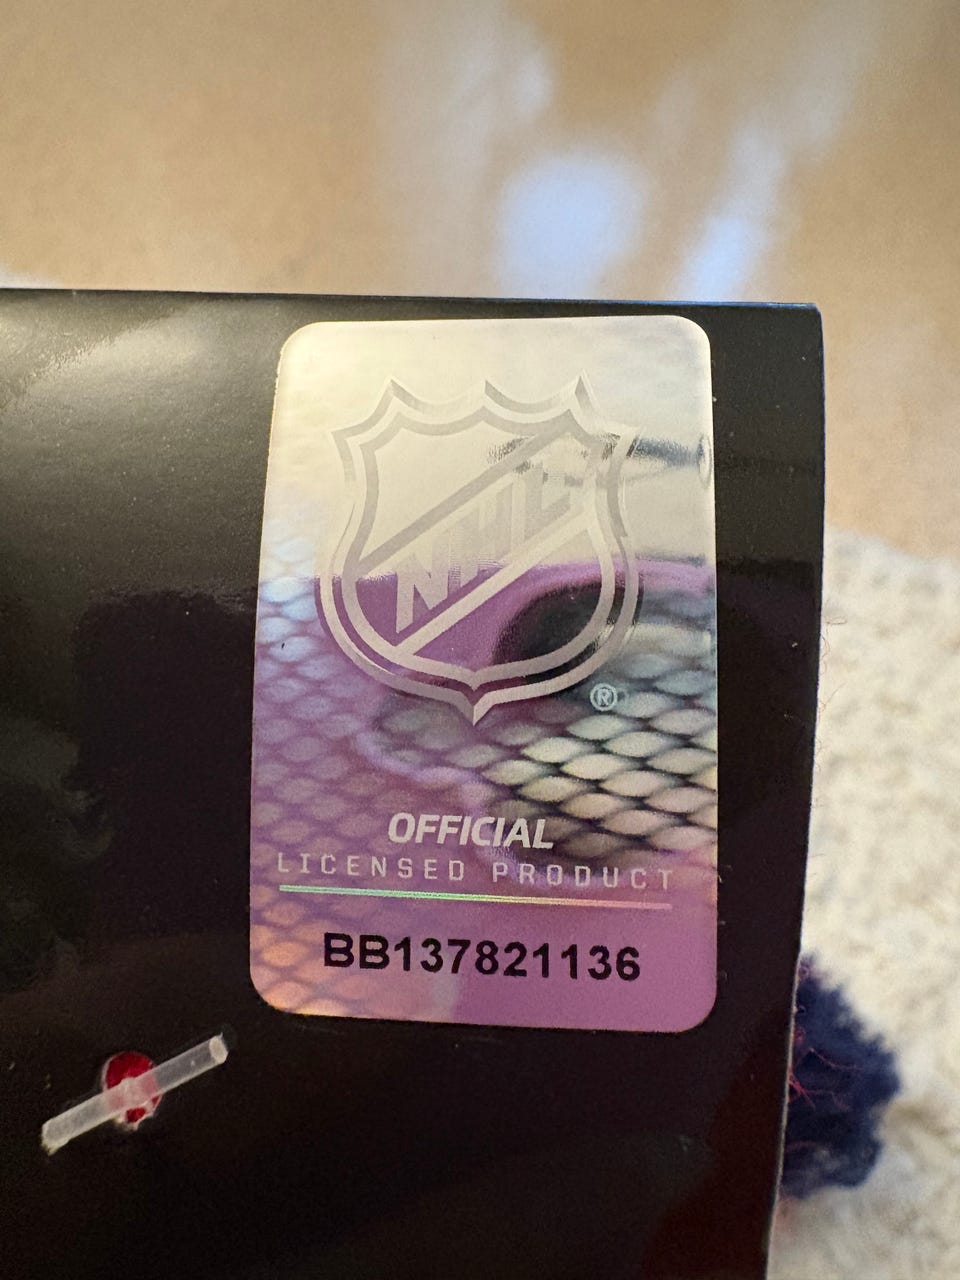 NHL
®
OFFICIAL
LICENSED PRODUCT
BB137821136